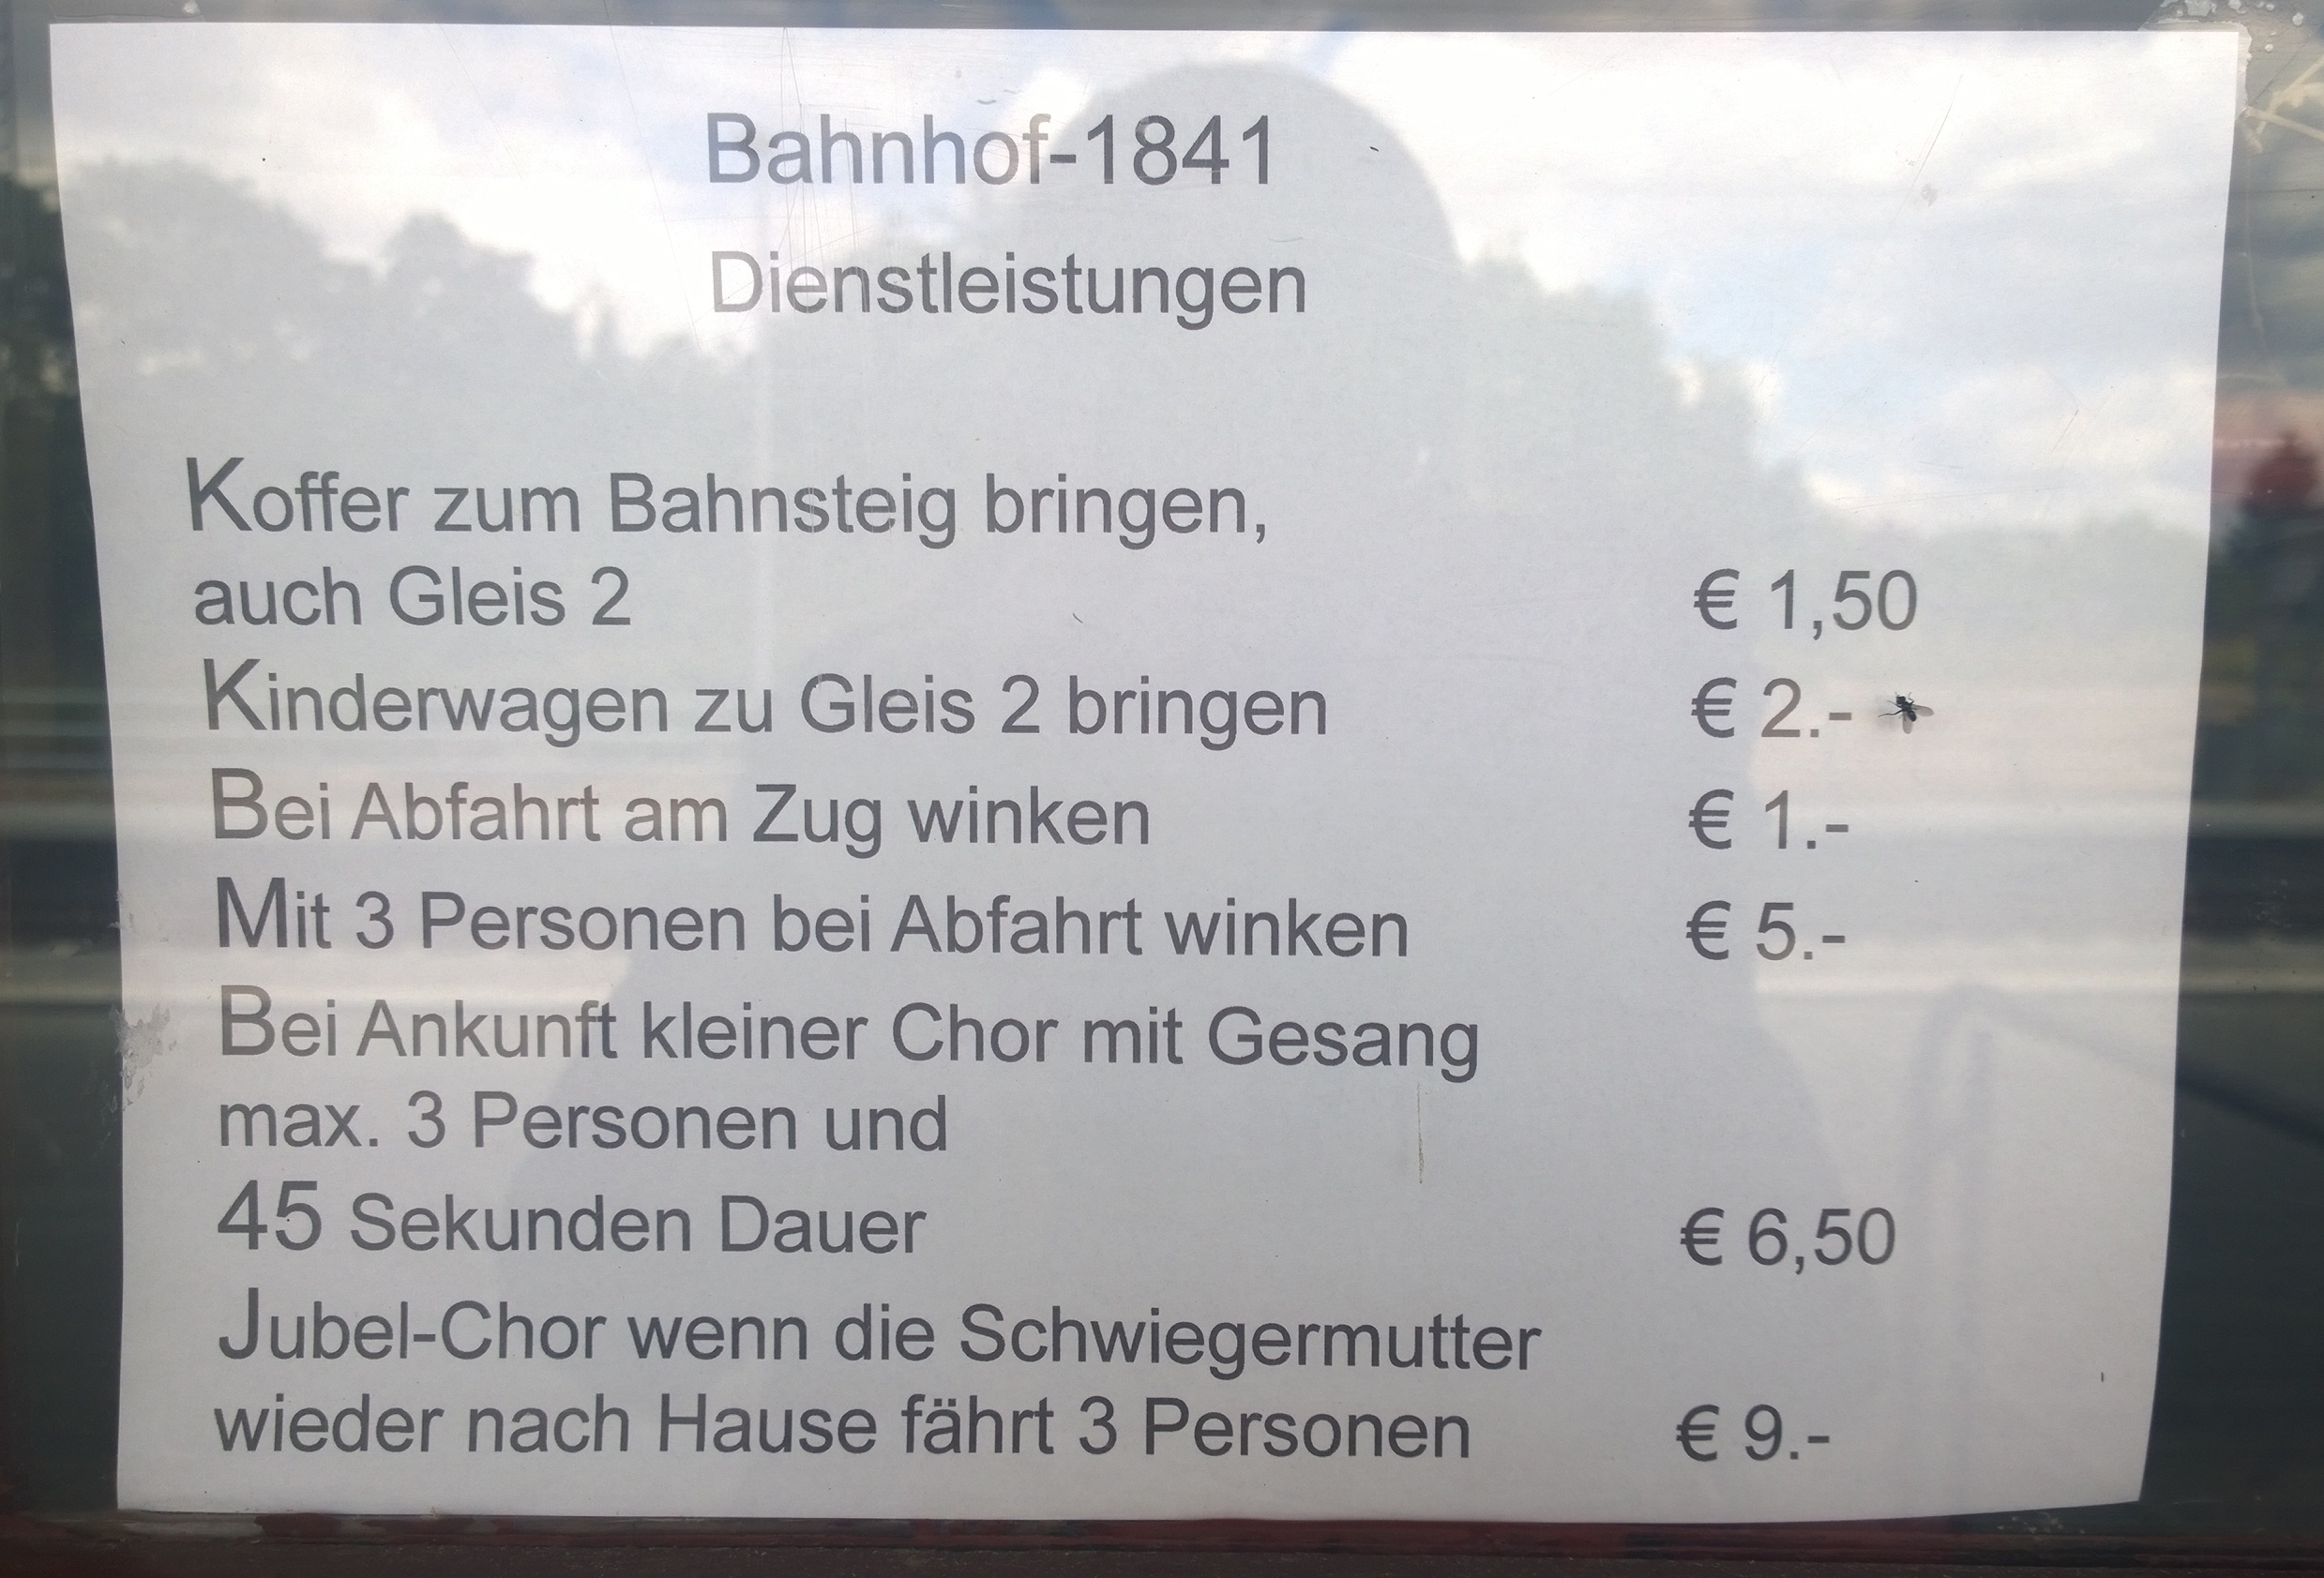 Bahnhof-1841
Dienstleistungen
Koffer zum Bahnsteig bringen,
auch Gleis 2 € 1,50
Kinderwagen zu Gleis 2 bringen € 2.-
Bei Abfahrt am Zug winken € 1.-
Mit 3 Personen bei Abfahrt winken € 5.-
Bei Ankunft kleiner Chor mit Gesang
max. 3 Personen und
45 Sekunden Dauer € 6,50
Jubel-Chor wenn die Schwiegermutter
wieder nach Hause fährt 3 Personen € 9.-